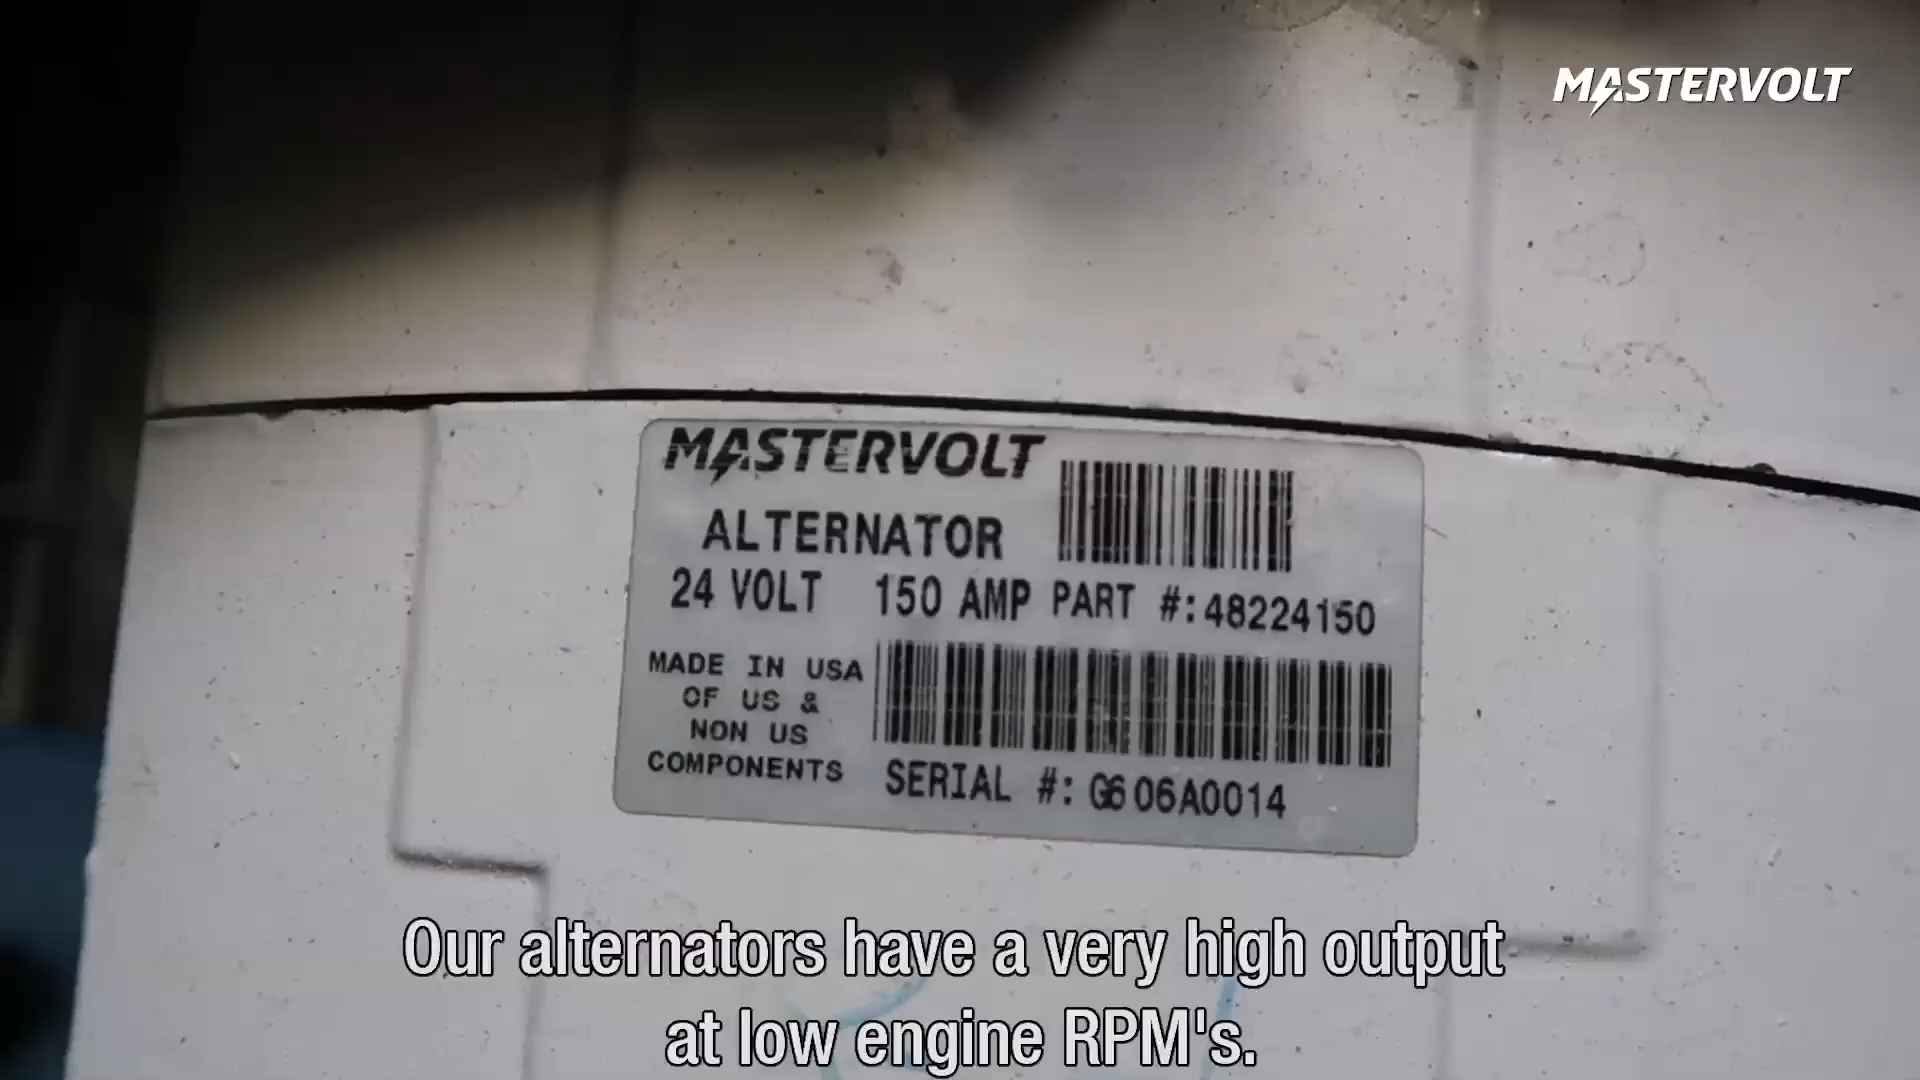 MASTERVOLT
MASTERVOLT
ALTERNATOR
24 VOLT 150 AMP PART #:48224150
MADE IN USA
OF US &
NON US
COMPONENTS
SERIAL #: G606A0014
Our alternators have a very high output
at low engine RPM's.